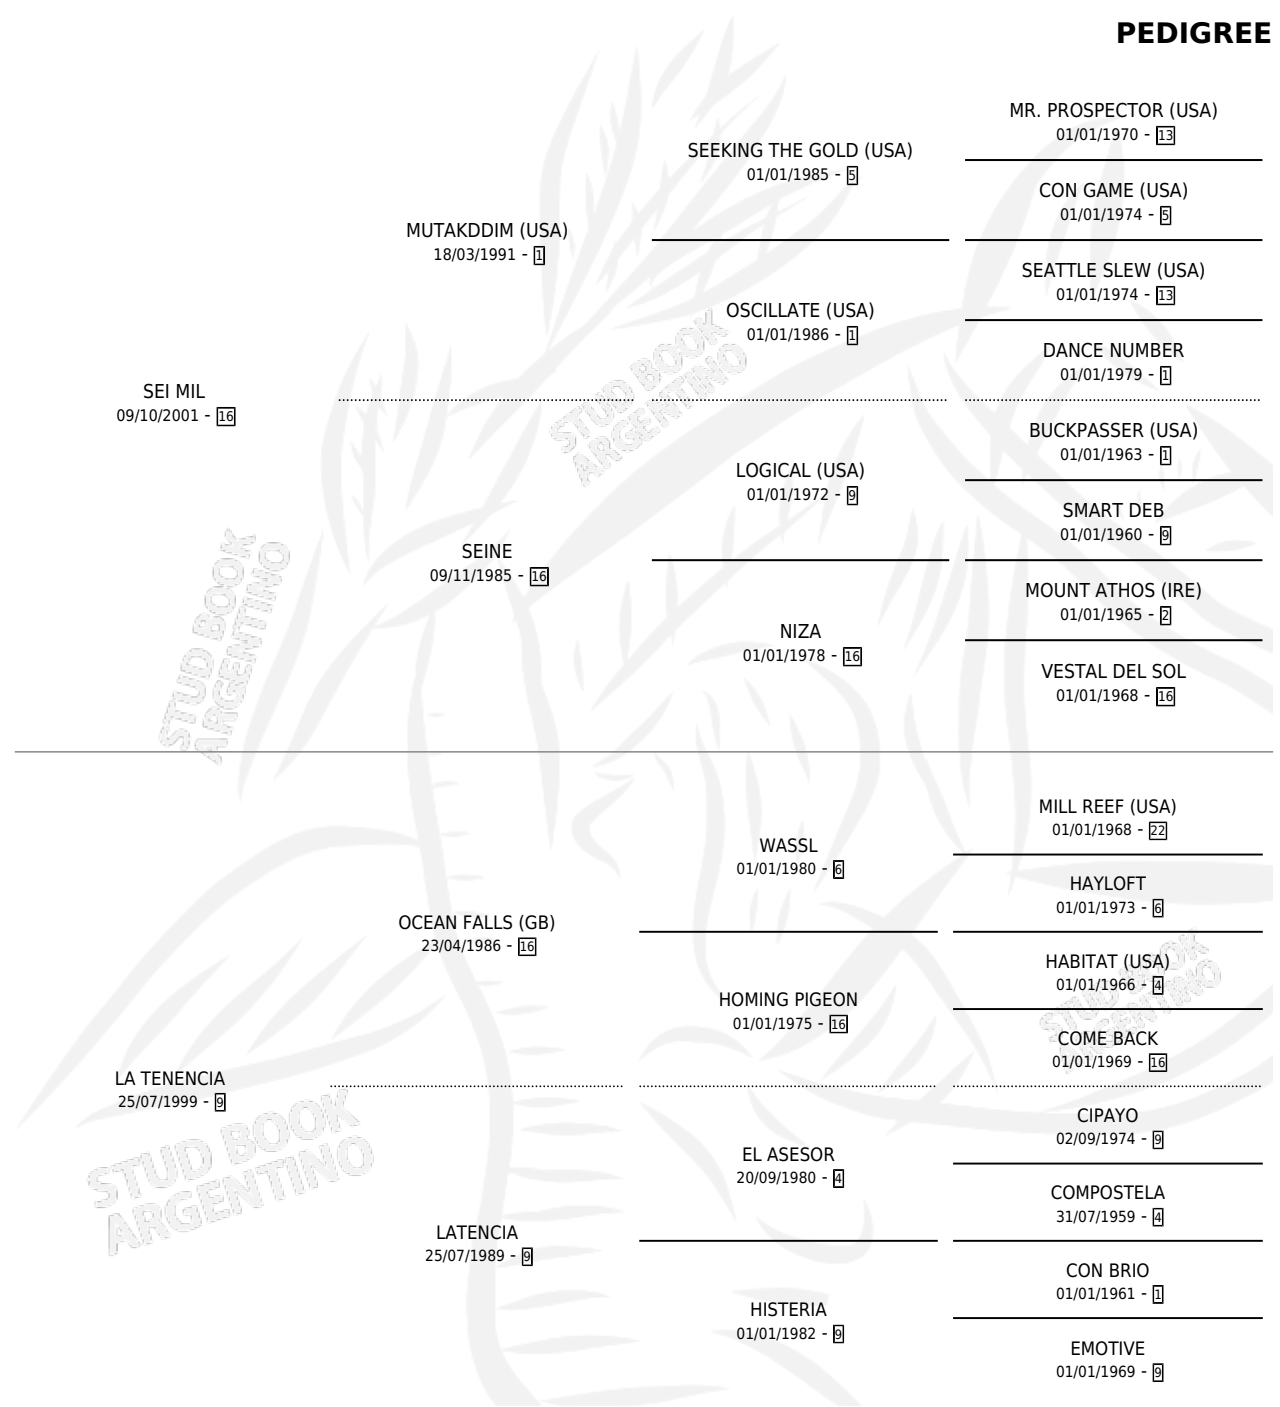 PEDIGREE
MR. PROSPECTOR (USA)
01/01/1970 - 13
SEEKING THE GOLD (USA)
01/01/1985 - 5
CON GAME (USA)
01/01/1974 - 5
MUTAKDDIM (USA)
18/03/1991 - 1
SEATTLE SLEW (USA)
01/01/1974 - 13
OSCILLATE (USA)
01/01/1986 - 1
DANCE NUMBER
01/01/1979 - 1
SEI MIL
09/10/2001 - 16
BUCKPASSER (USA)
01/01/1963 - 1
LOGICAL (USA)
01/01/1972 - 9
SMART DEB
01/01/1960 - 9
SEINE
09/11/1985 - 16
MOUNT ATHOS (IRE)
01/01/1965 - 2
NIZA
01/01/1978 - 16
VESTAL DEL SOL
01/01/1968 - 16
MILL REEF (USA)
01/01/1968 - 22
WASSL
01/01/1980 - 6
HAYLOFT
01/01/1973 - 6
OCEAN FALLS (GB)
23/04/1986 - 16
HABITAT (USA)
01/01/1966 - 4
HOMING PIGEON
01/01/1975 - 16
COME BACK
01/01/1969 - 16
LA TENENCIA
25/07/1999 - 9
CIPAYO
02/09/1974 - 9
EL ASESOR
20/09/1980 - 4
COMPOSTELA
31/07/1959 - 4
LATENCIA
25/07/1989 - 9
CON BRIO
01/01/1961 - 1
HISTERIA
01/01/1982 - 9
EMOTIVE
01/01/1969 - 9
STUD BOOK
ARGENTINO
STUD BOOK
ARGENTINO
STUD BOOK
ARGENTINO
STUD BOOK
ARGENTINO